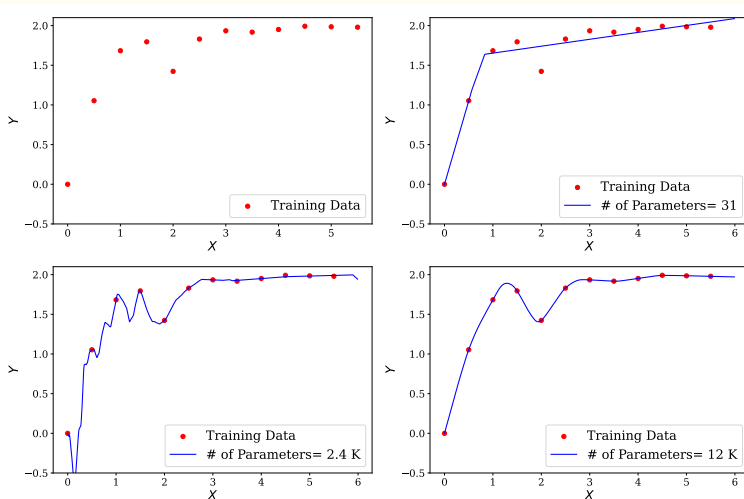 2.0
1.5
1.0
0.5
0.0
−0.5
Y
0 1 2 3 4 5
X
Training Data
2.0
1.5
1.0
0.5
0.0
−0.5
Y
0 1 2 3 4 5 6
X
Training Data
# of Parameters= 31
2.0
1.5
1.0
0.5
0.0
−0.5
Y
0 1 2 3 4 5 6
X
Training Data
# of Parameters= 2.4 K
2.0
1.5
1.0
0.5
0.0
−0.5
Y
0 1 2 3 4 5 6
X
Training Data
# of Parameters= 12 K